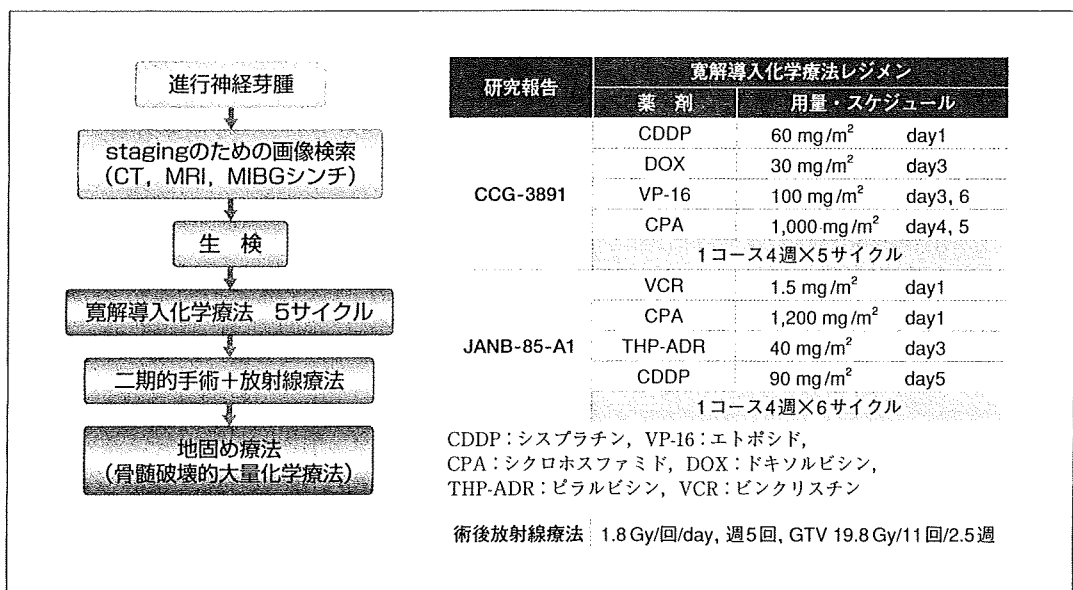 進行神経芽腫
stagingのための画像検索
(CT, MRI, MIBGシンチ)
生 検
寛解導入化学療法 5サイクル
二期的手術+放射線療法
地固め療法
(骨髄破壊的大量化学療法)
研究報告 寛解導入化学療法レジメン
薬 剤 用量・スケジュール
CCG-3891
CDDP 60 mg/m² day1
DOX 30 mg/m² day3
VP-16 100 mg/m² day3, 6
CPA 1,000 mg/m² day4, 5
1コース4週×5サイクル
JANB-85-A1
VCR 1.5 mg/m² day1
CPA 1,200 mg/m² day1
THP-ADR 40 mg/m² day3
CDDP 90 mg/m² day5
1コース4週×6サイクル
CDDP:シスプラチン, VP-16:エトポシド,
CPA:シクロホスファミド, DOX:ドキソルビシン,
THP-ADR:ピラルビシン, VCR:ビンクリスチン
術後放射線療法 1.8 Gy/回/day, 週5回, GTV 19.8 Gy/11回/2.5週